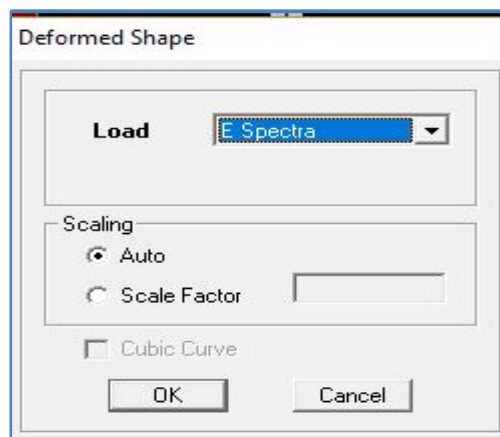 Deformed Shape
Load E Spectra
Scaling
Auto
Scale Factor
Cubic Curve
OK Cancel